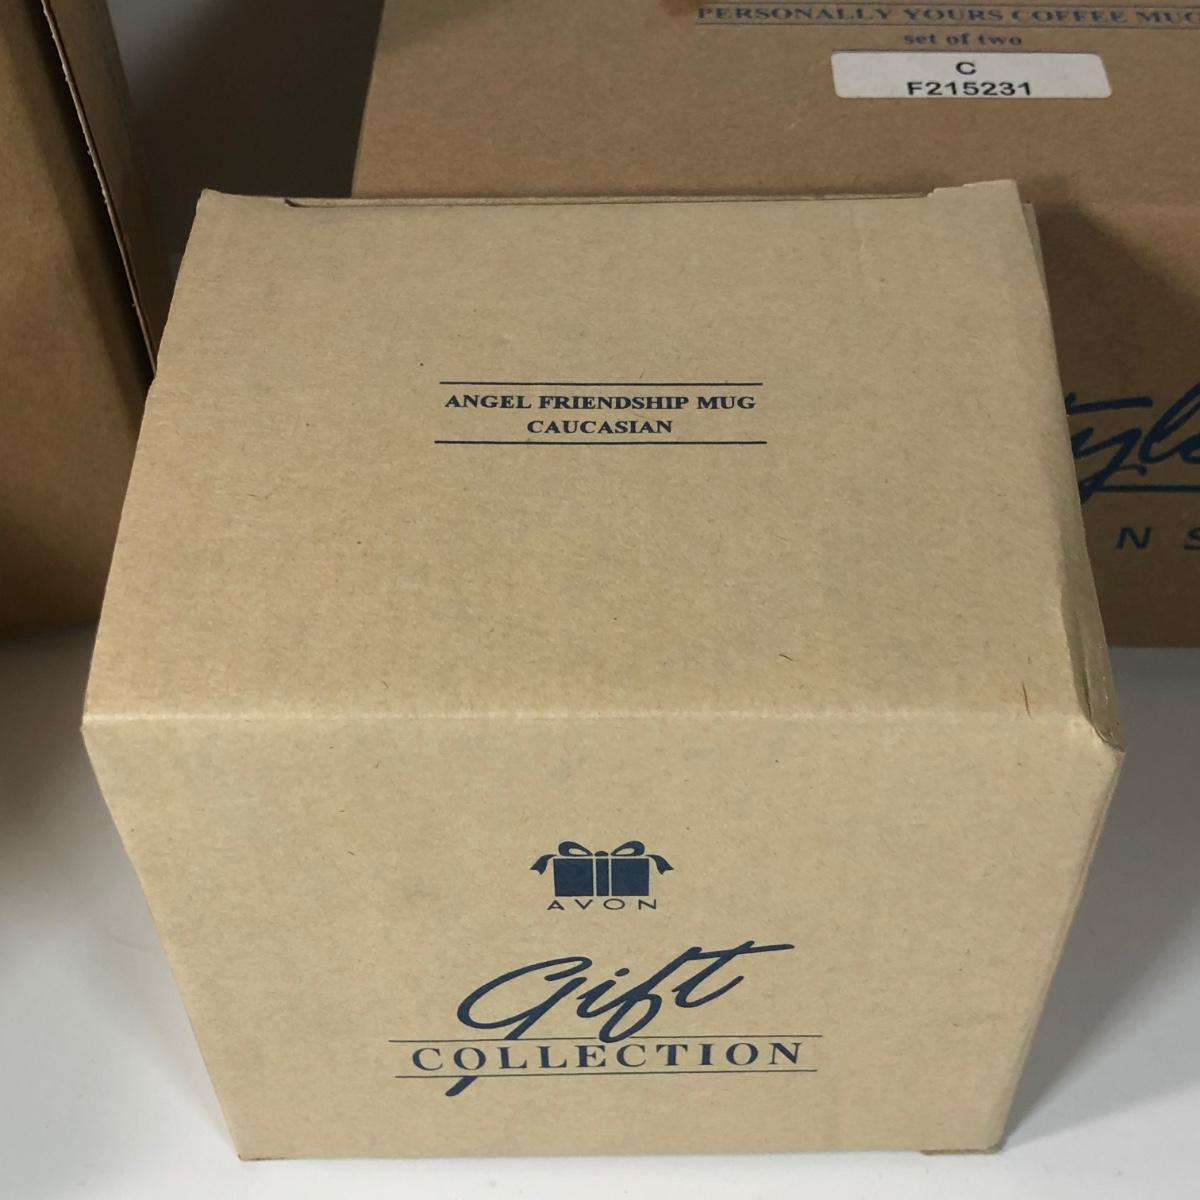 PERSONALLY YOURS COFFEE MUG
set of two
C
F215231
ANGEL FRIENDSHIP MUG
CAUCASIAN
AVON
Gift
COLLECTION